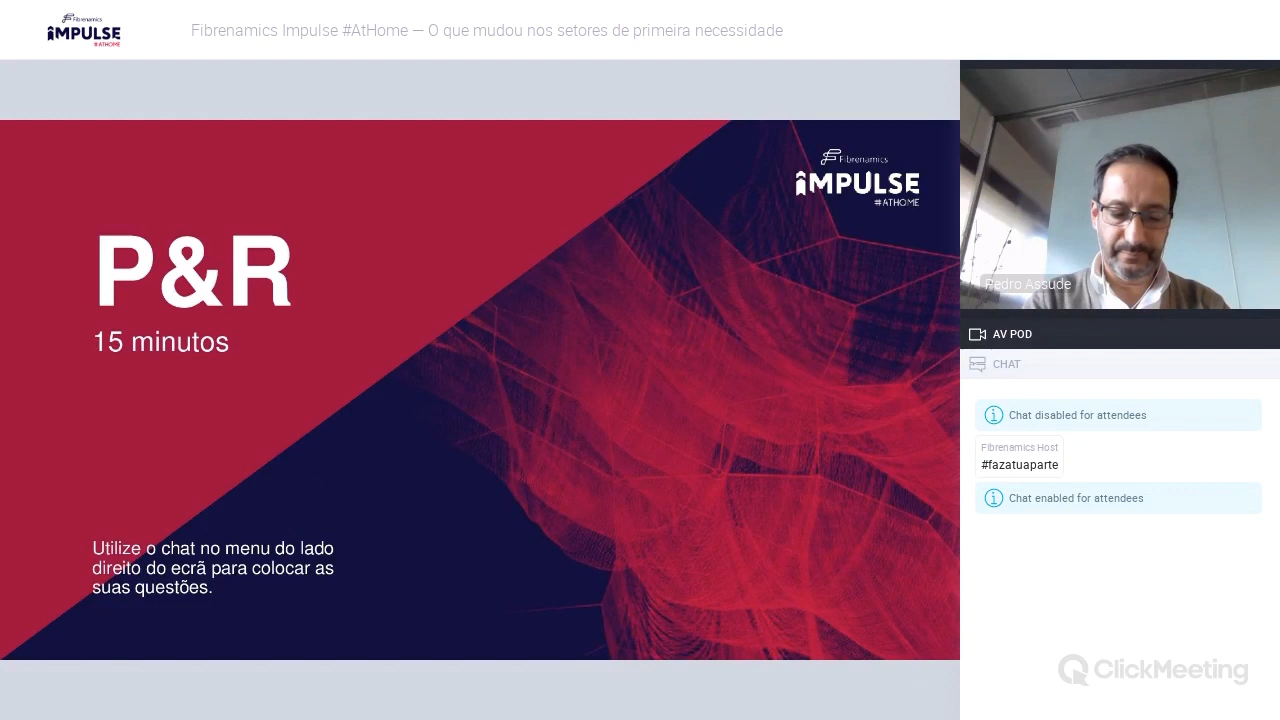 Fibrenamics
IMPULSE
#ATHOME
Fibrenamics Impulse #AtHome — O que mudou nos setores de primeira necessidade
Fibrenamics
IMPULSE
#ATHOME
P&R
15 minutos
Utilize o chat no menu do lado
direito do ecrã para colocar as
suas questões.
Pedro Assude
AV POD
CHAT
Chat disabled for attendees
Fibrenamics Host
#fazatuaparte
Chat enabled for attendees
ClickMeeting